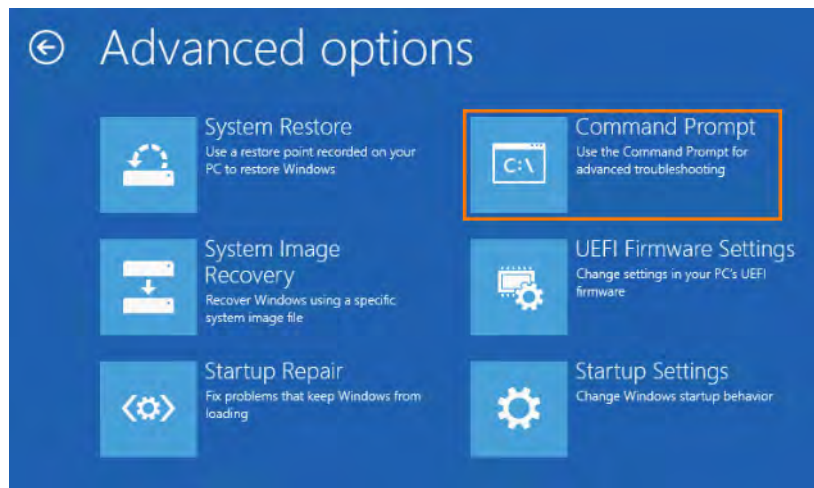 Advanced options
System Restore
Use a restore point recorded on your
PC to restore Windows
C:\
Command Prompt
Use the Command Prompt for
advanced troubleshooting
System Image
Recovery
Recover Windows using a specific
system image file
UEFI Firmware Settings
Change settings in your PC's UEFI
firmware
Startup Repair
Fix problems that keep Windows from
loading
Startup Settings
Change Windows startup behavior